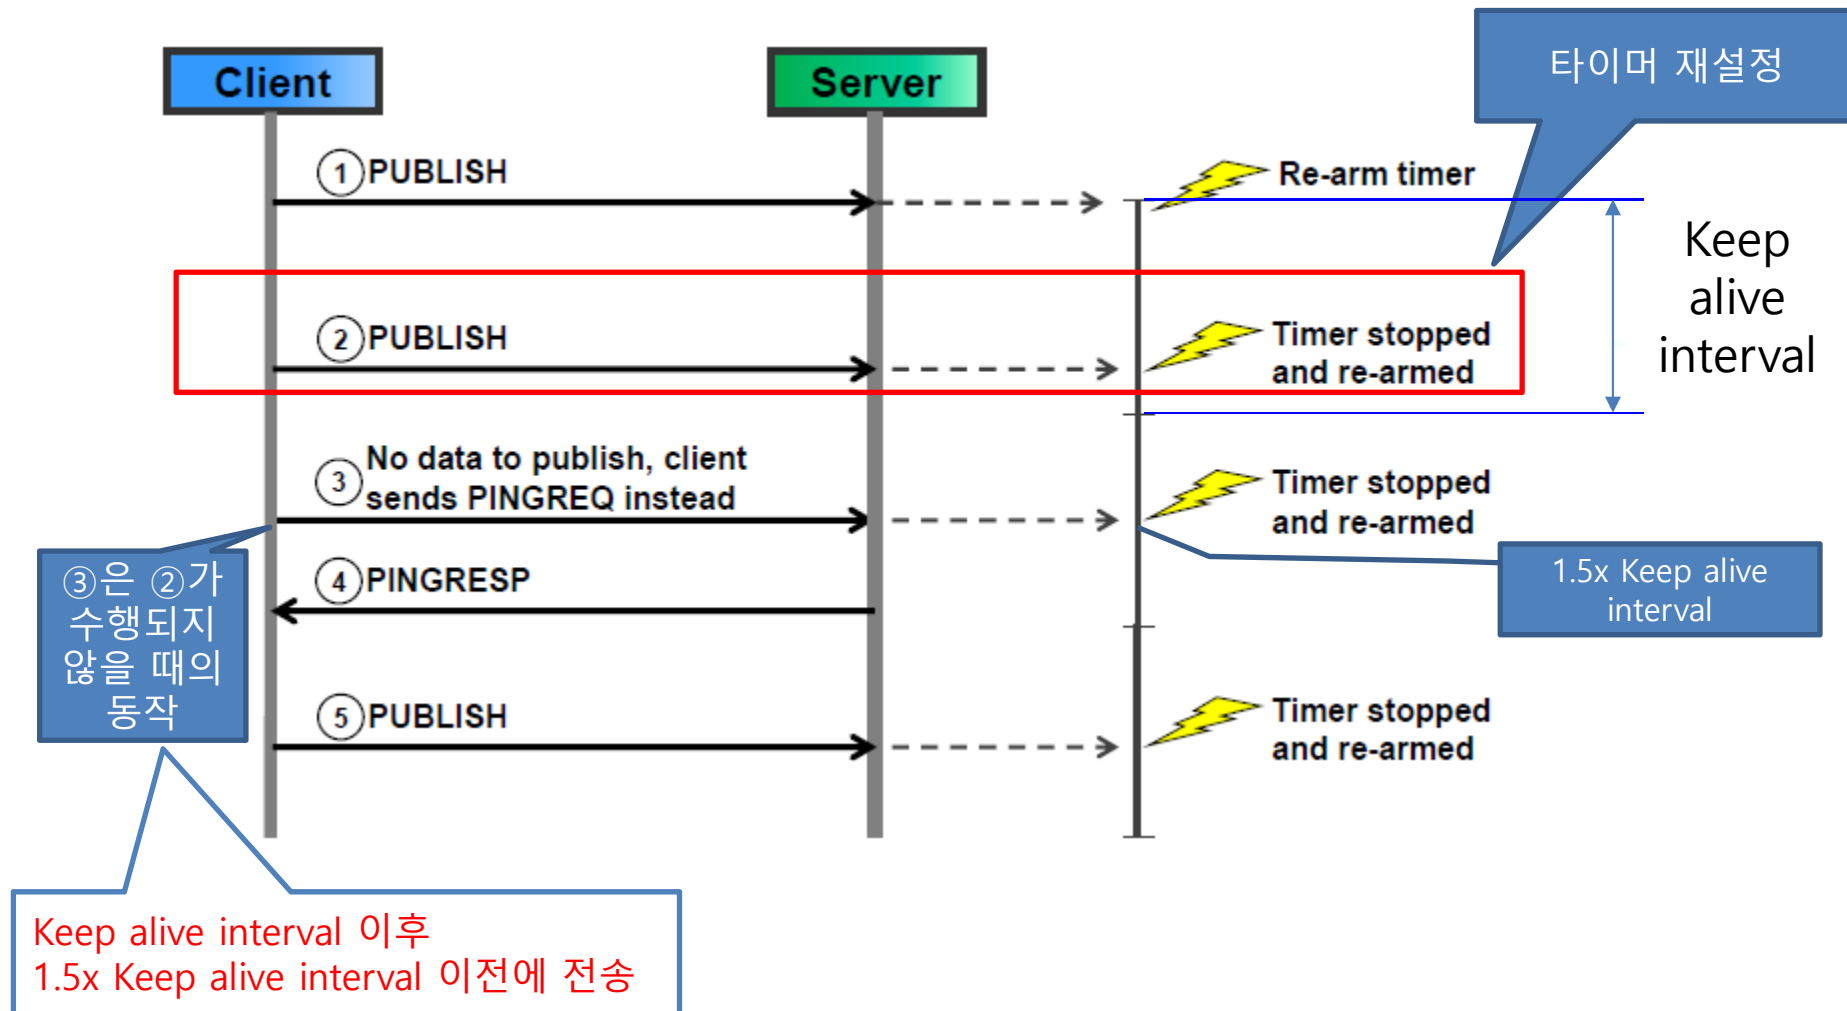 Client
Server
타이머 재설정
① PUBLISH
Re-arm timer
Keep
alive
interval
② PUBLISH
Timer stopped
and re-armed
③ No data to publish, client
sends PINGREQ instead
Timer stopped
and re-armed
1.5x Keep alive
interval
③은 ②가
수행되지
않을 때의
동작
④ PINGRESP
⑤ PUBLISH
Timer stopped
and re-armed
Keep alive interval 이후
1.5x Keep alive interval 이전에 전송